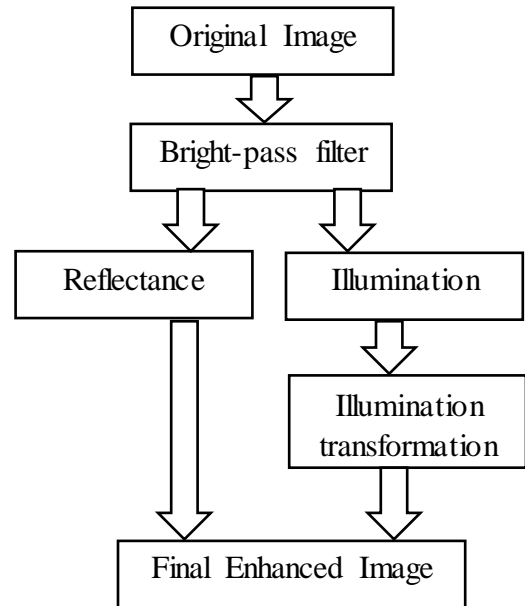 Original Image
Bright-pass filter
Reflectance
Illumination
Illumination
transformation
Final Enhanced Image